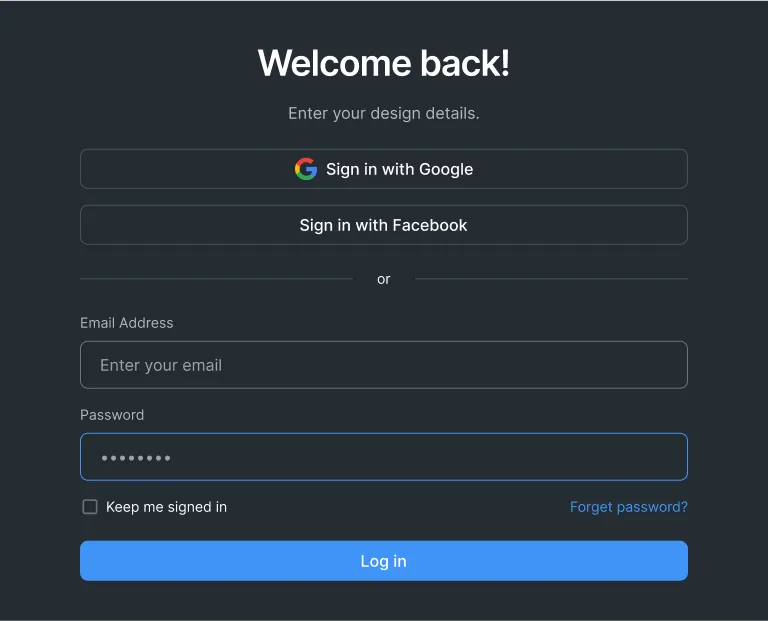 Welcome back!
Enter your design details.
Sign in with Google
Sign in with Facebook
or
Email Address
Enter your email
Password
••••••••
Keep me signed in
Forget password?
Log in